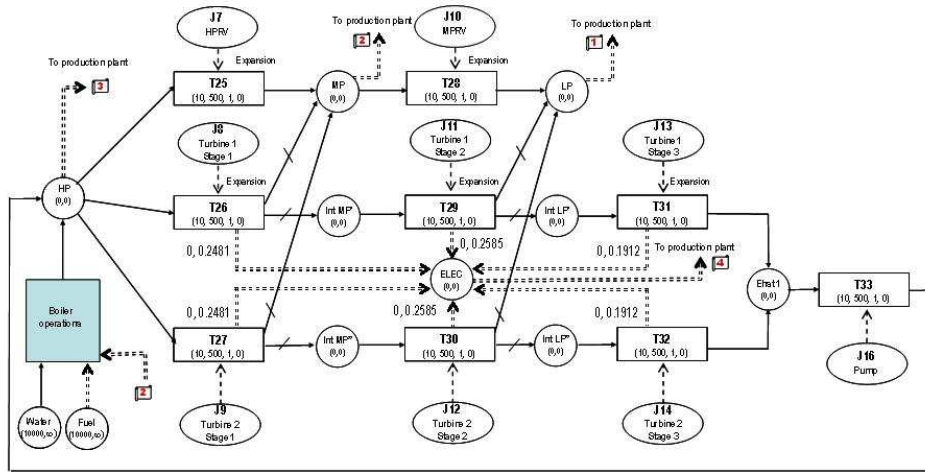 To production plant
2
J7
HPRV
Expansion
T25
(10, 500, 1, 0)
To production plant
3
MP
(0,0)
J10
MPRV
Expansion
T28
(10, 500, 1, 0)
To production plant
1
LP
(0,0)
J8
Turbine 1
Stage 1
Expansion
T26
(10, 500, 1, 0)
HP
(0,0)
Int MP'
(0,0)
J11
Turbine 1
Stage 2
Expansion
T29
(10, 500, 1, 0)
Int LP'
(0,0)
J13
Turbine 1
Stage 3
Expansion
T31
(10, 500, 1, 0)
0, 0.2481
0, 0.2585
0, 0.1912
To production plant
4
ELEC
(0,0)
Ehst1
(0,0)
T33
(10, 500, 1, 0)
J16
Pump
Boiler
operations
2
Water
(10000,∞)
Fuel
(10000,∞)
0, 0.2481
0, 0.2585
0, 0.1912
T27
(10, 500, 1, 0)
Int MP"
(0,0)
T30
(10, 500, 1, 0)
Int LP"
(0,0)
T32
(10, 500, 1, 0)
J9
Turbine 2
Stage 1
J12
Turbine 2
Stage 2
J14
Turbine 2
Stage 3